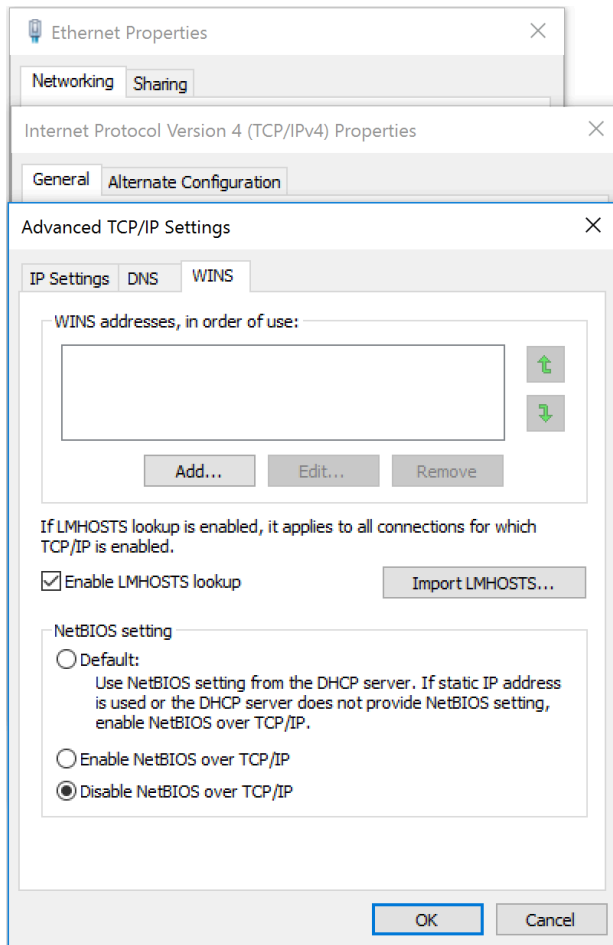 Ethernet Properties
Networking
Sharing
Internet Protocol Version 4 (TCP/IPv4) Properties
General
Alternate Configuration
Advanced TCP/IP Settings
IP Settings
DNS
WINS
WINS addresses, in order of use:
Add...
Edit...
Remove
If LMHOSTS lookup is enabled, it applies to all connections for which
TCP/IP is enabled.
Enable LMHOSTS lookup
Import LMHOSTS...
NetBIOS setting
Default:
Use NetBIOS setting from the DHCP server. If static IP address
is used or the DHCP server does not provide NetBIOS setting,
enable NetBIOS over TCP/IP.
Enable NetBIOS over TCP/IP
Disable NetBIOS over TCP/IP
OK
Cancel